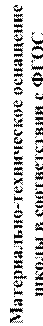 Материально-техническое оснащение
школы в соответствии с ФГОС